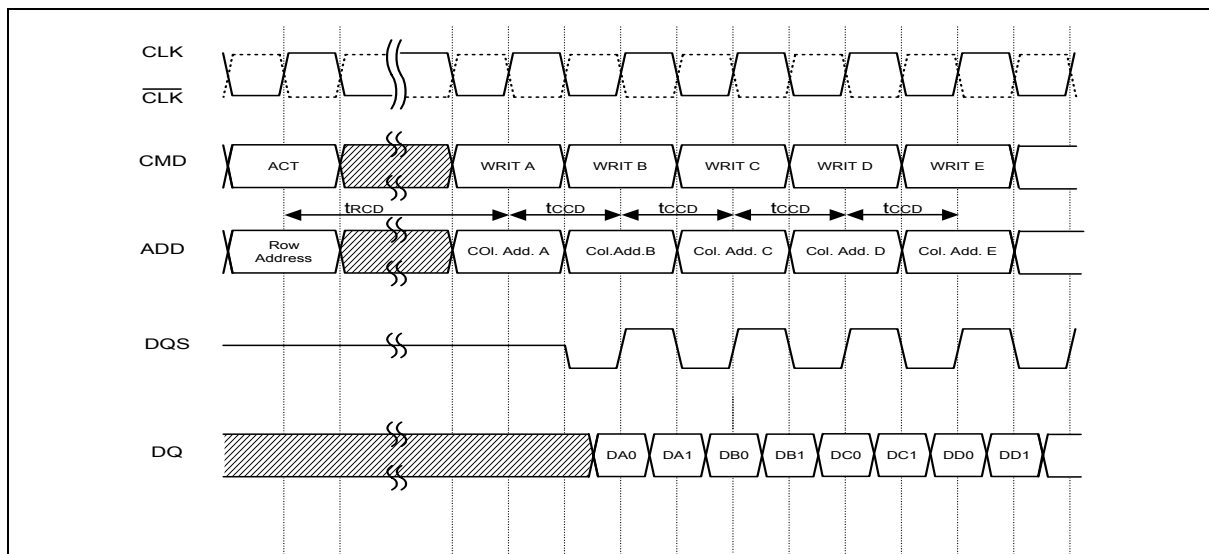 CLK
C̅L̅K̅
CMD ACT WRIT A WRIT B WRIT C WRIT D WRIT E
tRCD tCCD tCCD tCCD tCCD
ADD Row Address COl. Add. A Col.Add.B Col. Add. C Col. Add. D Col. Add. E
DQS
DQ DA0 DA1 DB0 DB1 DC0 DC1 DD0 DD1